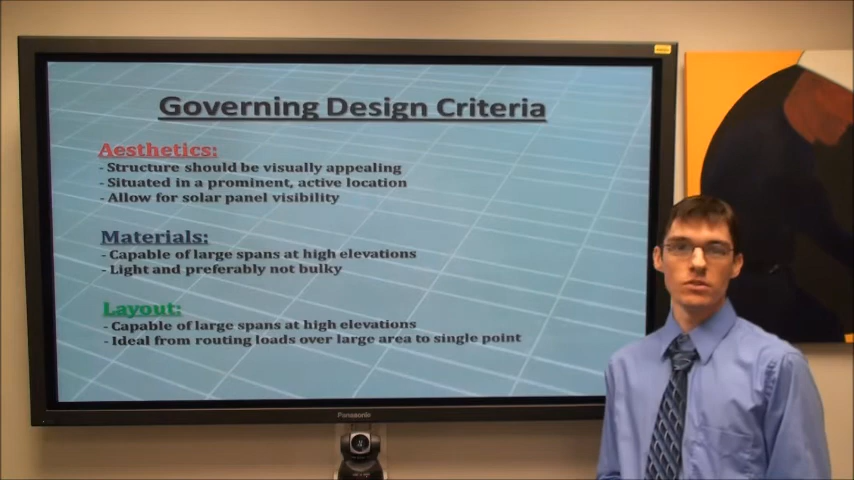 Governing Design Criteria
Aesthetics:
- Structure should be visually appealing
- Situated in a prominent, active location
- Allow for solar panel visibility
Materials:
- Capable of large spans at high elevations
- Light and preferably not bulky
Layout:
- Capable of large spans at high elevations
- Ideal from routing loads over large area to single point
Panasonic